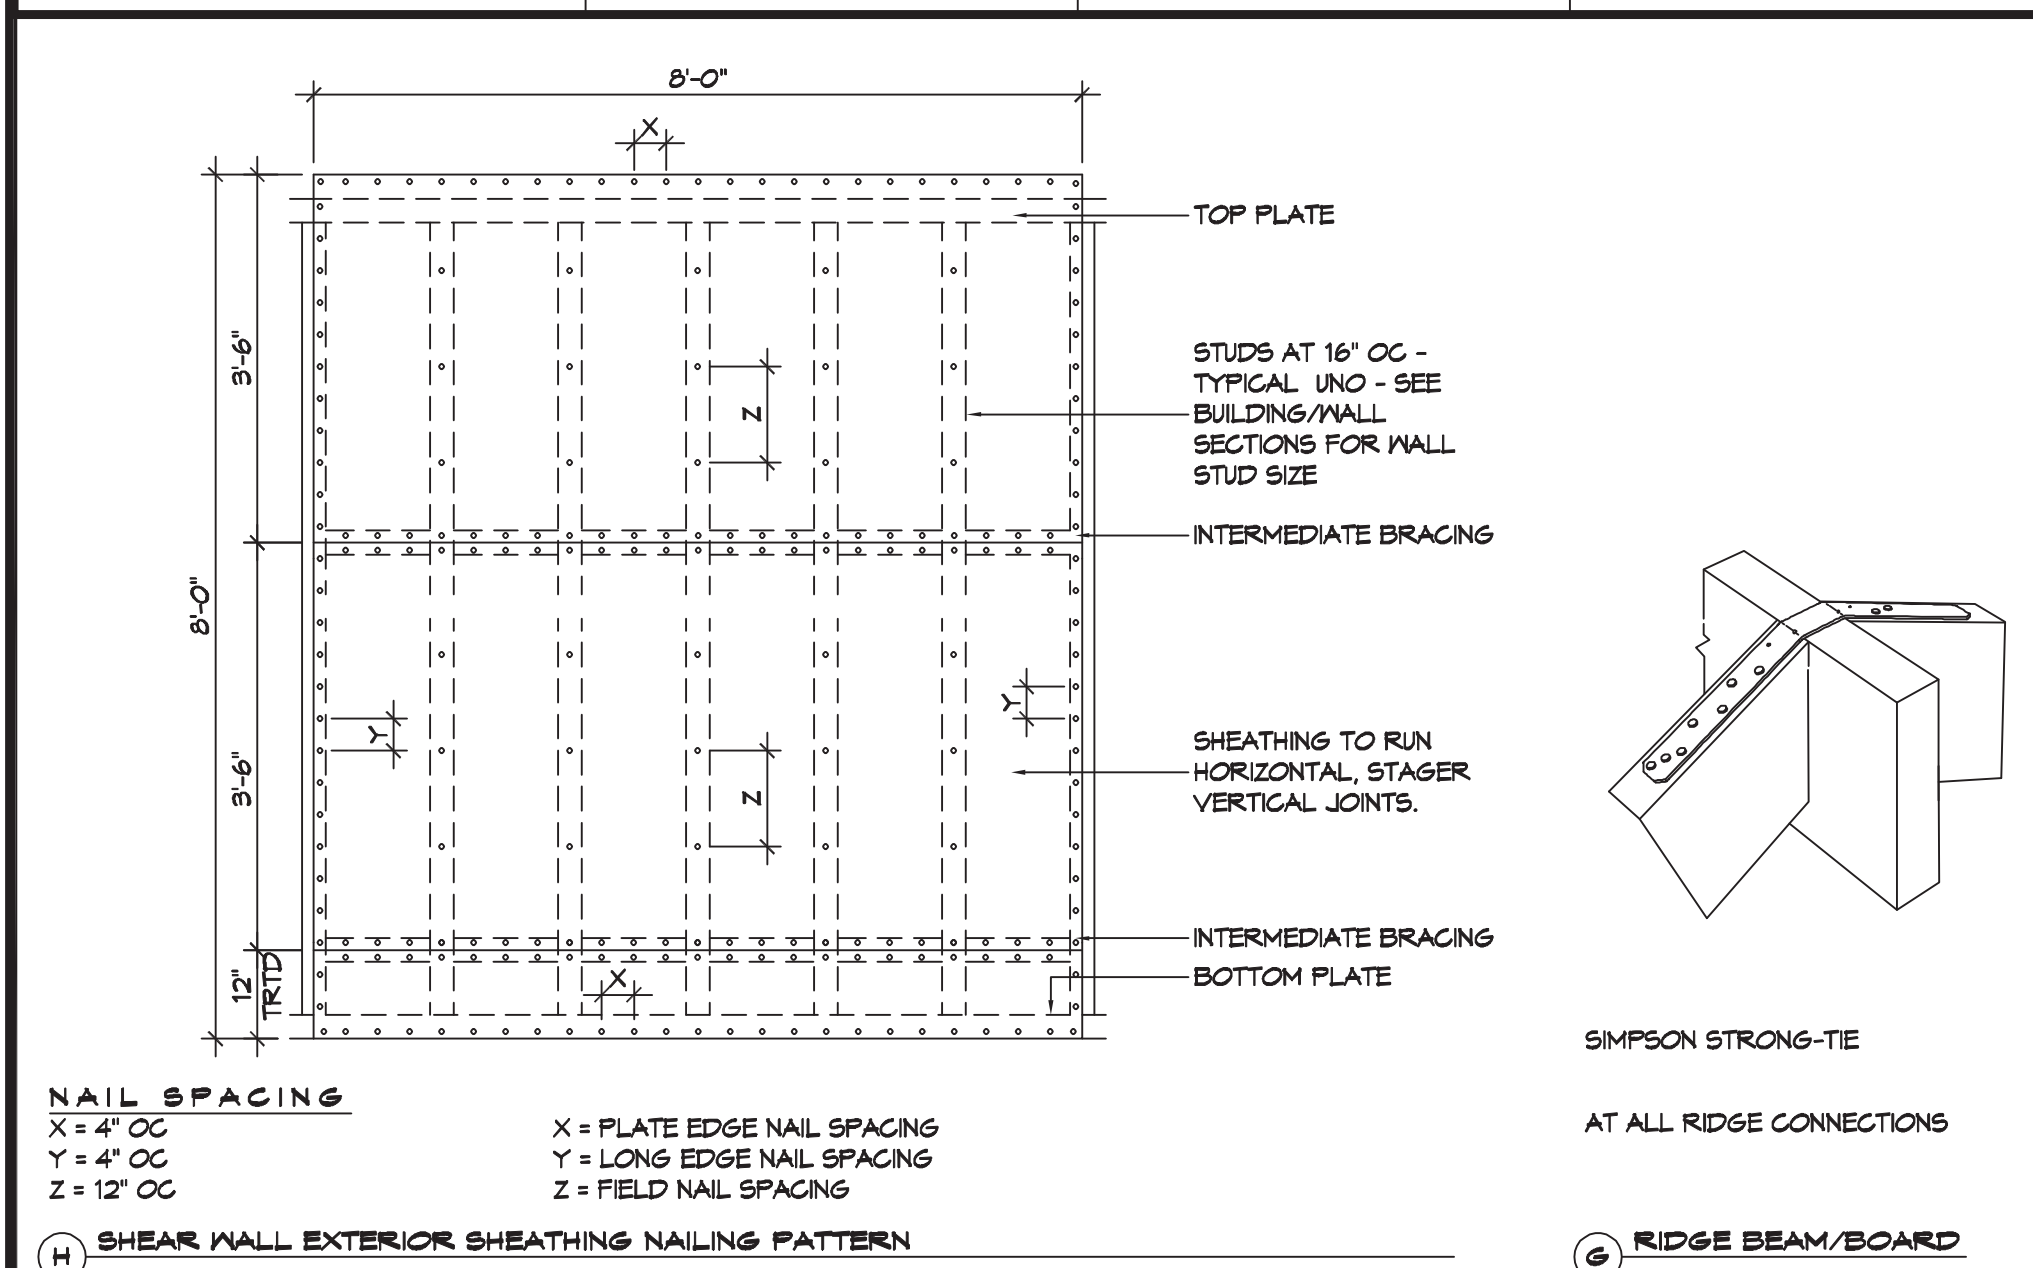 8'-0"
X
TOP PLATE
3'-6"
STUDS AT 16" OC -
TYPICAL UNO - SEE
BUILDING/WALL
SECTIONS FOR WALL
STUD SIZE
Z
INTERMEDIATE BRACING
8'-0"
Y
Y
SHEATHING TO RUN
HORIZONTAL, STAGER
VERTICAL JOINTS.
3'-6"
Z
INTERMEDIATE BRACING
12"
TRTD
X
BOTTOM PLATE
NAIL SPACING
X = 4" OC
Y = 4" OC
Z = 12" OC
X = PLATE EDGE NAIL SPACING
Y = LONG EDGE NAIL SPACING
Z = FIELD NAIL SPACING
H SHEAR WALL EXTERIOR SHEATHING NAILING PATTERN
SIMPSON STRONG-TIE
AT ALL RIDGE CONNECTIONS
G RIDGE BEAM/BOARD